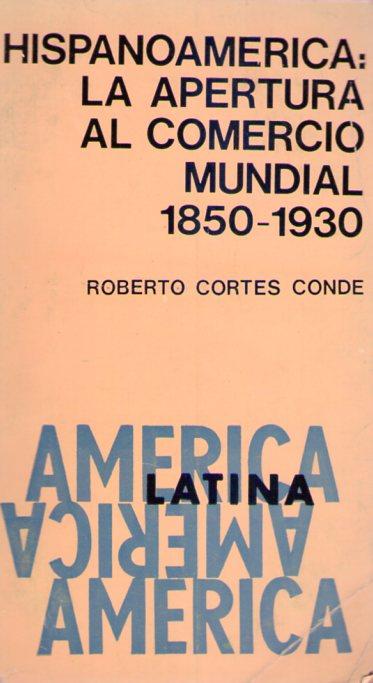 HISPANOAMERICA:
LA APERTURA
AL COMERCIO
MUNDIAL
1850-1930
ROBERTO CORTES CONDE
AMERICA
LATINA
AMERICA
AMERICA